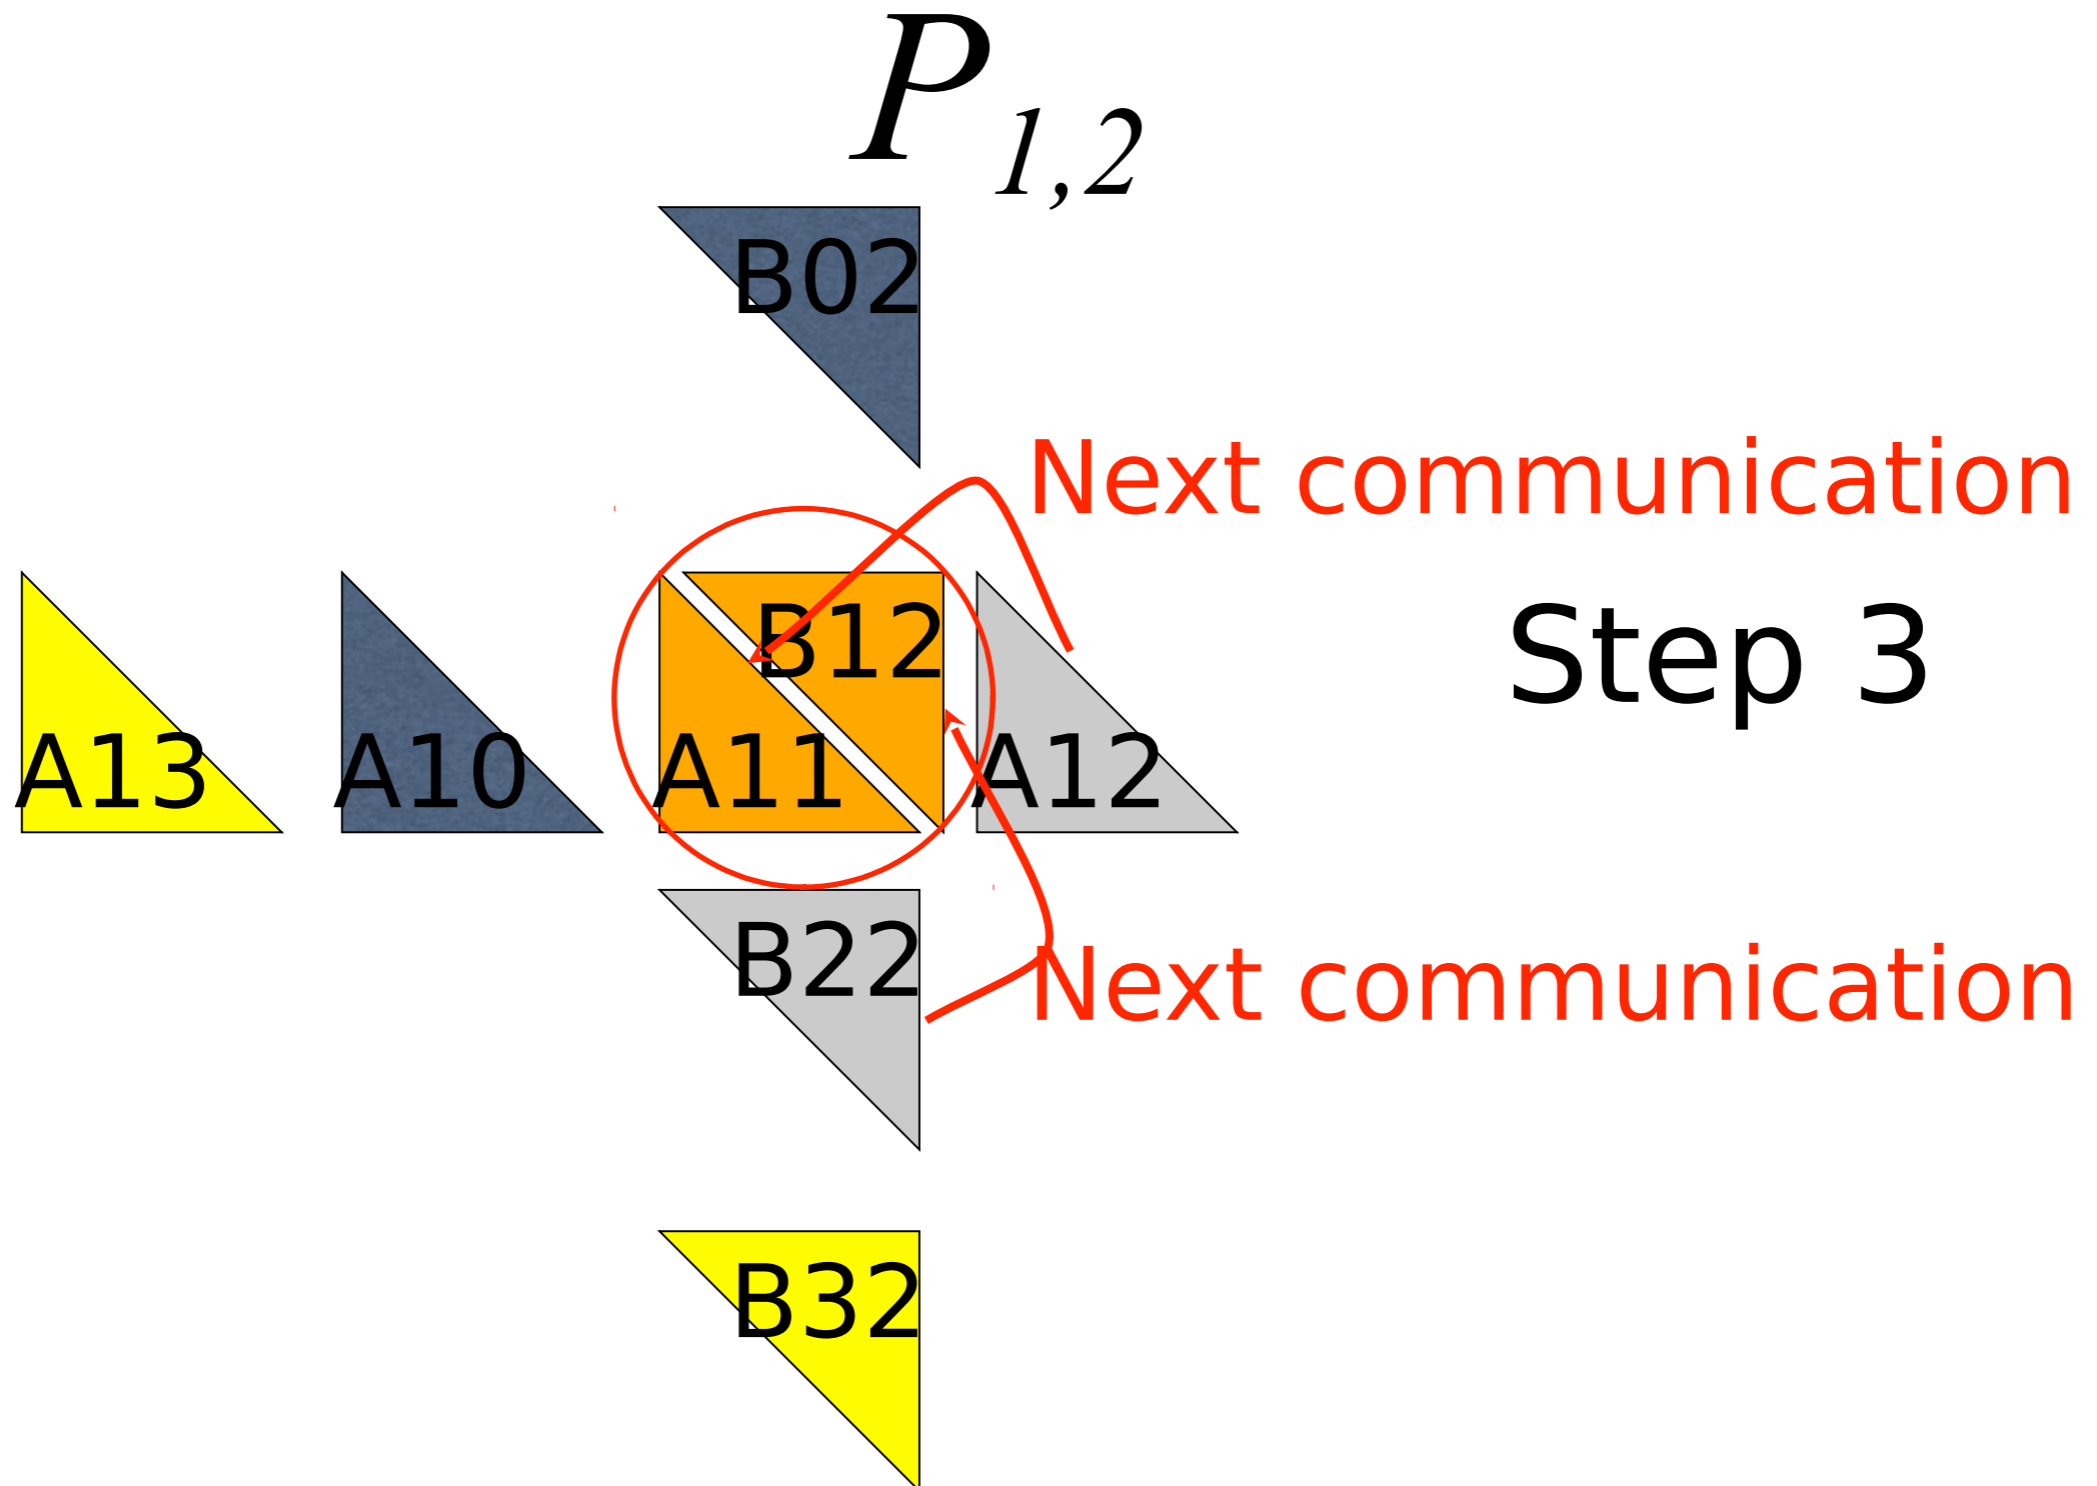 P1,2
B02
Next communication
B12
Step 3
A13
A10
A11
A12
B22
Next communication
B32